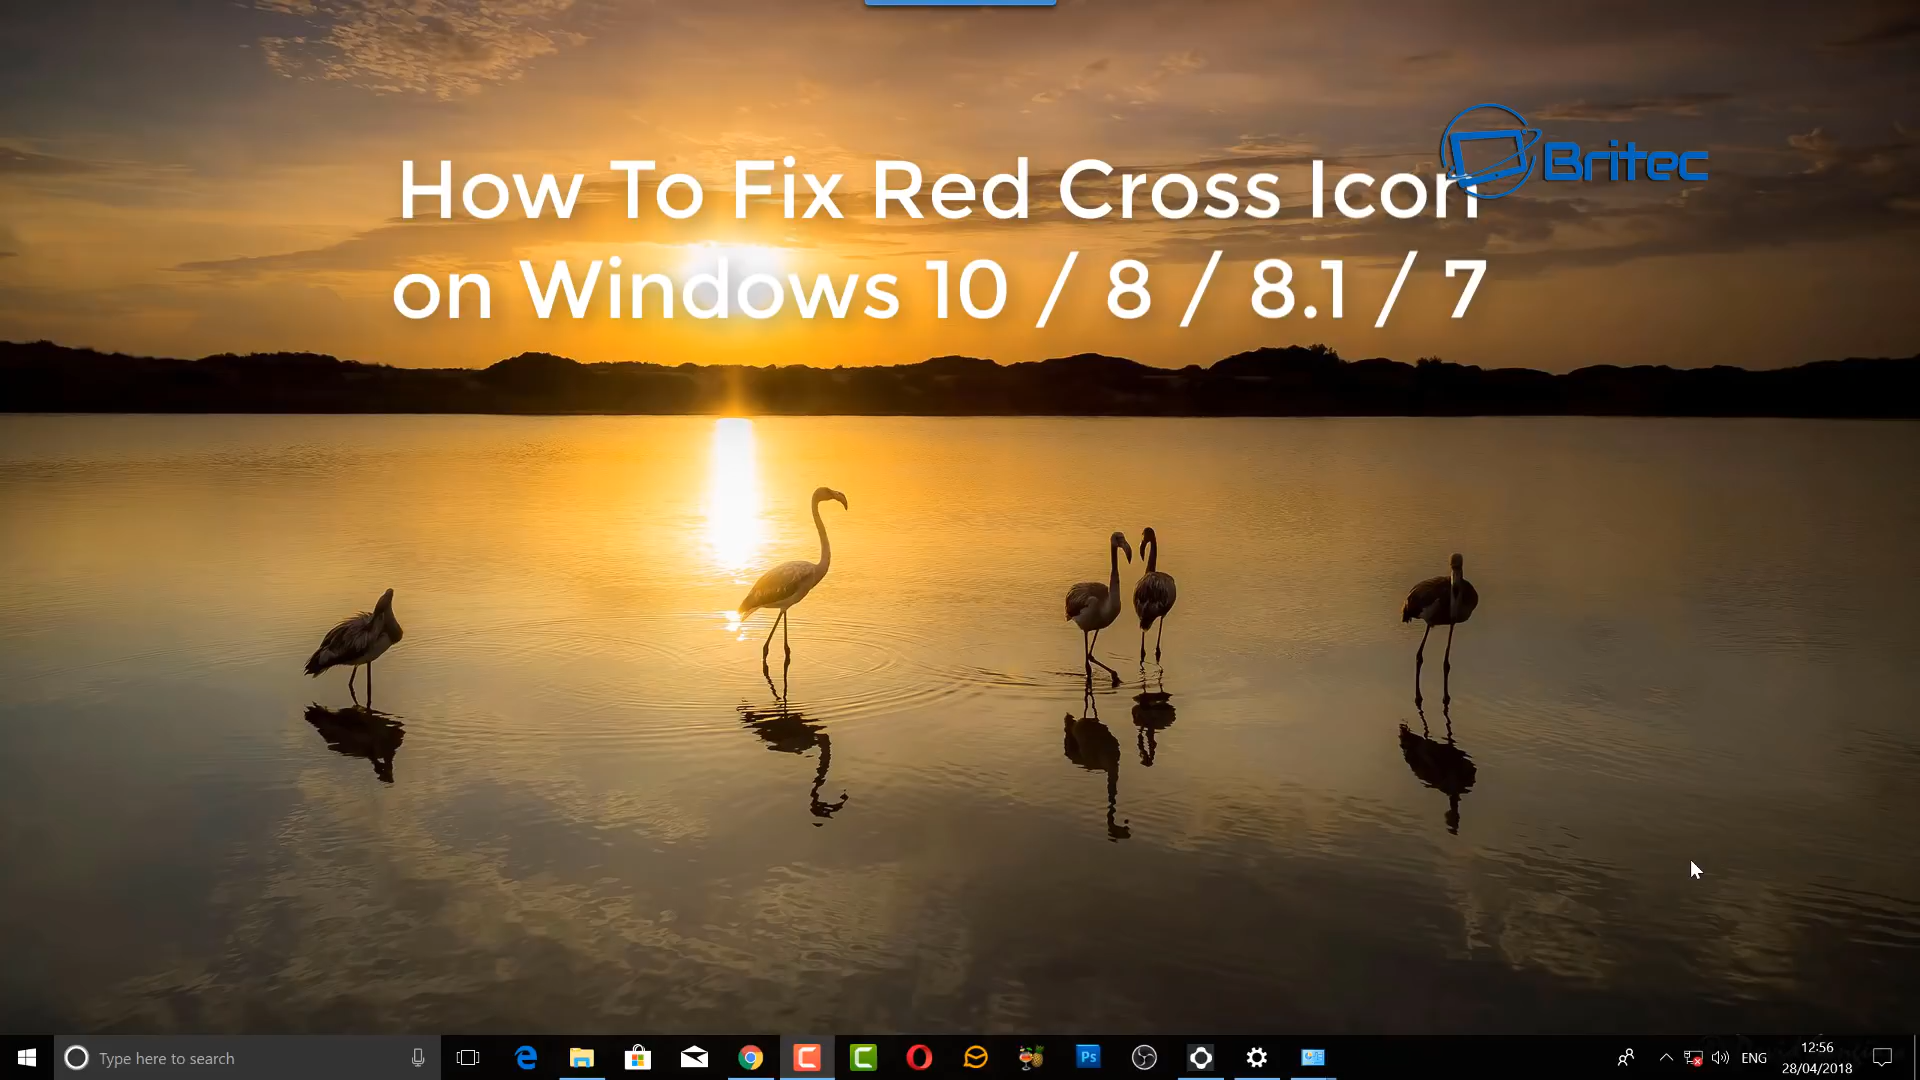 How To Fix Red Cross Icon
on Windows 10 / 8 / 8.1 / 7
Britec
Type here to search
Ps
ENG
12:56
28/04/2018